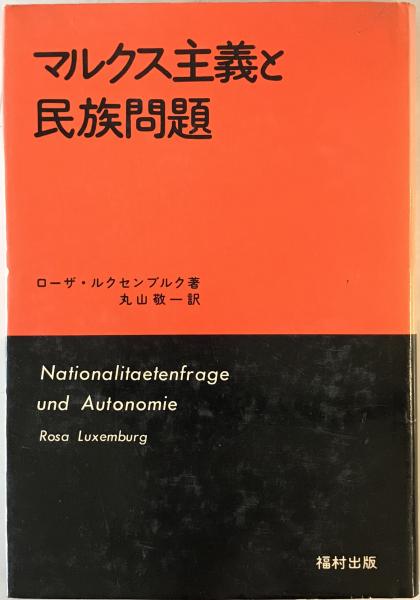 マルクス主義と
民族問題
ローザ・ルクセンブルク著
丸山敬一訳
Nationalitaetenfrage
und Autonomie
Rosa Luxemburg
福村出版